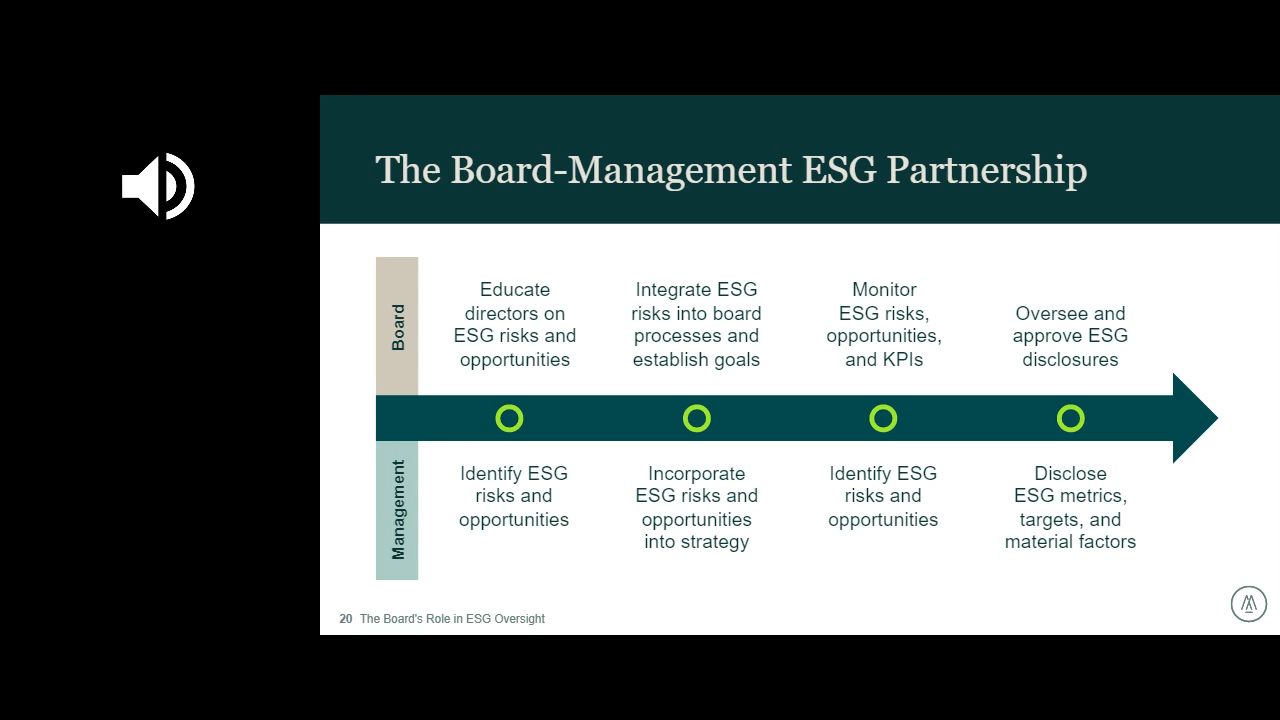 The Board-Management ESG Partnership
Board
Educate
directors on
ESG risks and
opportunities
Integrate ESG
risks into board
processes and
establish goals
Monitor
ESG risks,
opportunities,
and KPIs
Oversee and
approve ESG
disclosures
Management
Identify ESG
risks and
opportunities
Incorporate
ESG risks and
opportunities
into strategy
Identify ESG
risks and
opportunities
Disclose
ESG metrics,
targets, and
material factors
20 The Board's Role in ESG Oversight